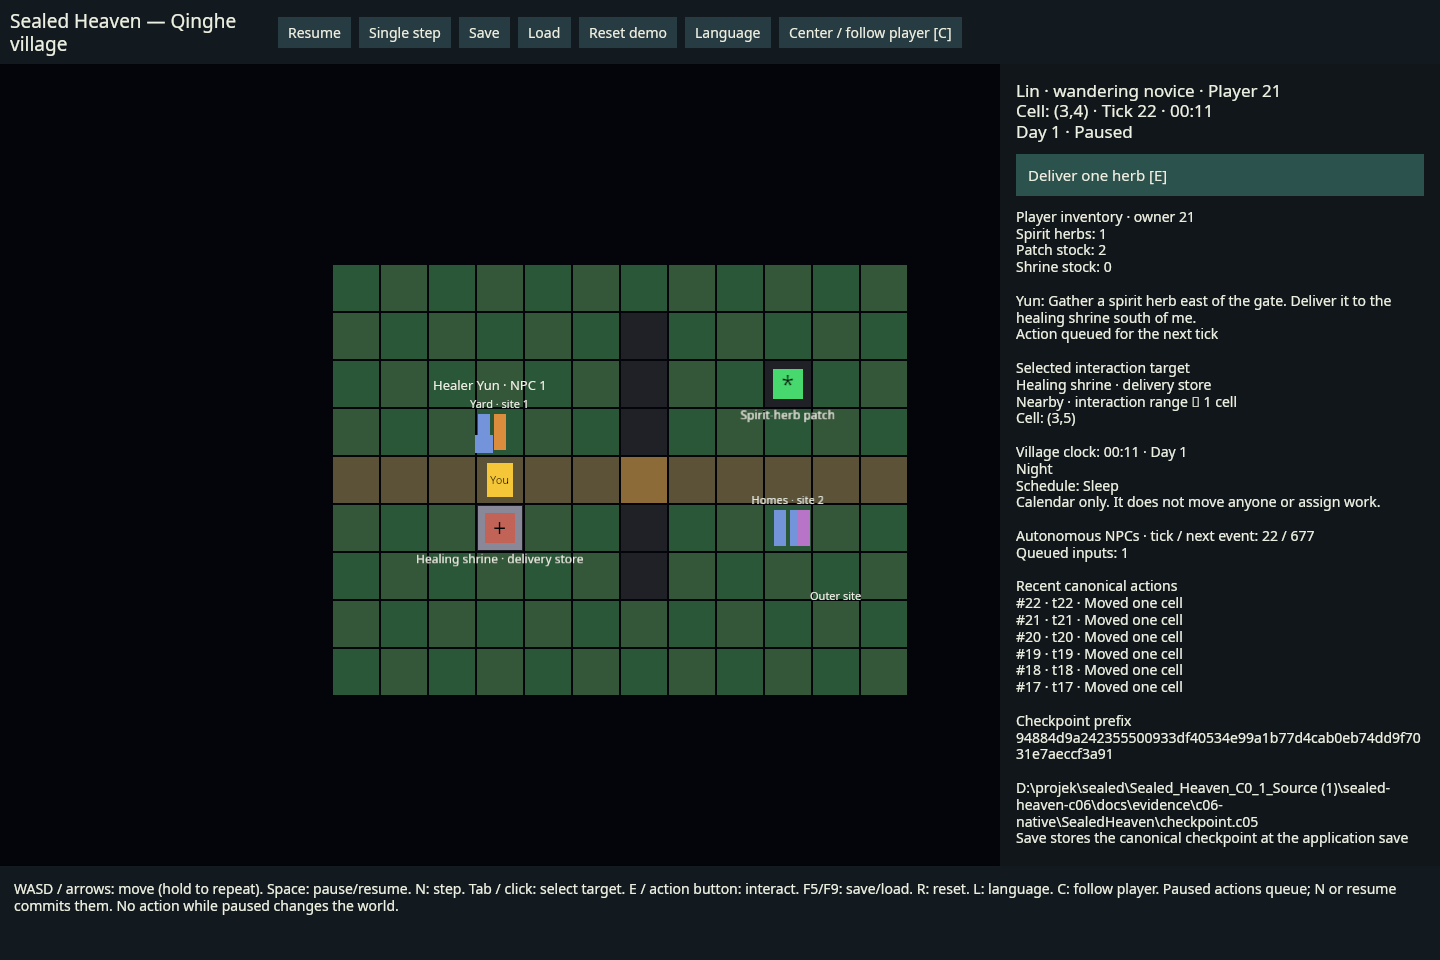 Sealed Heaven — Qinghe
village
Resume
Single step
Save
Load
Reset demo
Language
Center / follow player [C]
Lin · wandering novice · Player 21
Cell: (3,4) · Tick 22 · 00:11
Day 1 · Paused
Deliver one herb [E]
Player inventory · owner 21
Spirit herbs: 1
Patch stock: 2
Shrine stock: 0
Yun: Gather a spirit herb east of the gate. Deliver it to the
healing shrine south of me.
Action queued for the next tick
Selected interaction target
Healing shrine · delivery store
Nearby · interaction range ▯ 1 cell
Cell: (3,5)
Village clock: 00:11 · Day 1
Night
Schedule: Sleep
Calendar only. It does not move anyone or assign work.
Autonomous NPCs · tick / next event: 22 / 677
Queued inputs: 1
Recent canonical actions
#22 · t22 · Moved one cell
#21 · t21 · Moved one cell
#20 · t20 · Moved one cell
#19 · t19 · Moved one cell
#18 · t18 · Moved one cell
#17 · t17 · Moved one cell
Checkpoint prefix
94884d9a242355500933df40534e99a1b77d4cab0eb74dd9f70
31e7aeccf3a91
D:\projek\sealed\Sealed_Heaven_C0_1_Source (1)\sealed-
heaven-c06\docs\evidence\c06-
native\SealedHeaven\checkpoint.c05
Save stores the canonical checkpoint at the application save
Healer Yun · NPC 1
Yard · site 1
*
Spirit herb patch
You
Homes · site 2
+
Healing shrine · delivery store
Outer site
WASD / arrows: move (hold to repeat). Space: pause/resume. N: step. Tab / click: select target. E / action button: interact. F5/F9: save/load. R: reset. L: language. C: follow player. Paused actions queue; N or resume
commits them. No action while paused changes the world.